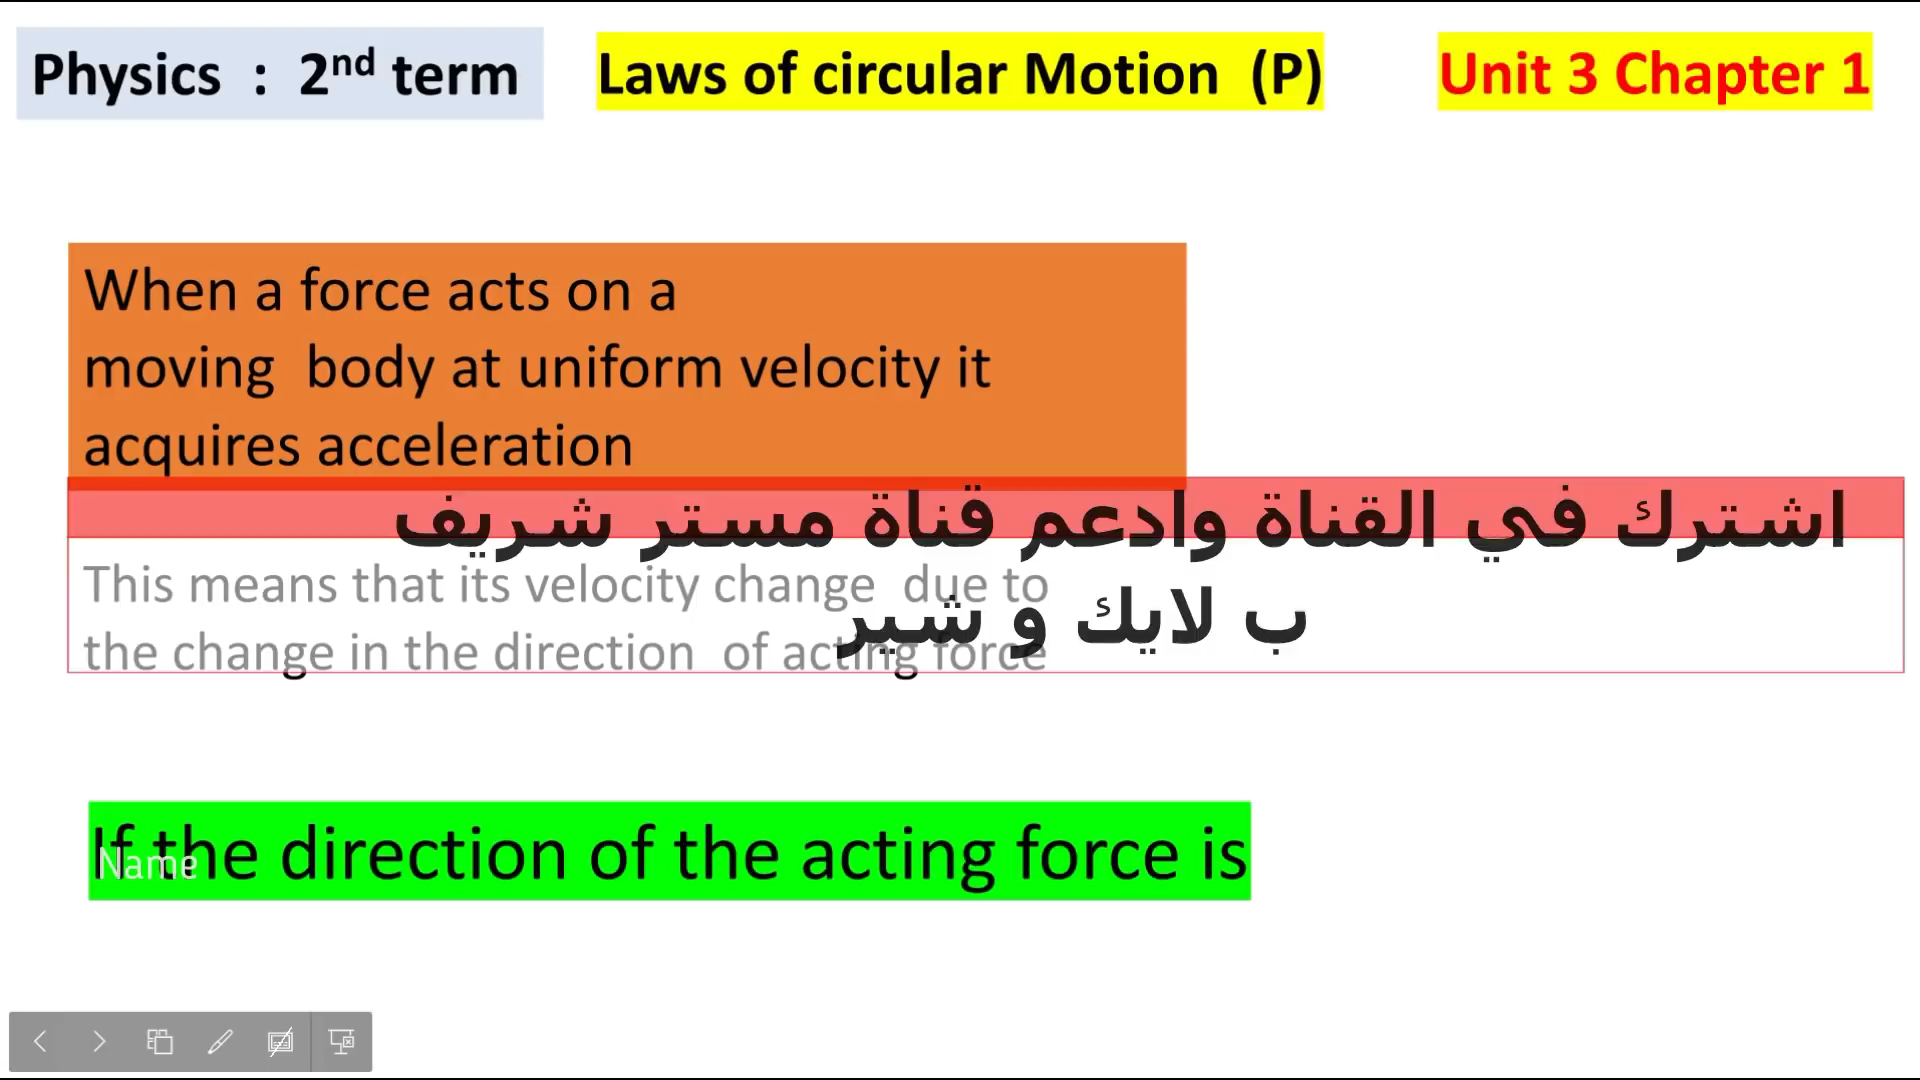 Physics : 2nd term
Laws of circular Motion (P)
Unit 3 Chapter 1
When a force acts on a
moving body at uniform velocity it
acquires acceleration
اشترك في القناة وادعم قناة مستر شريف
ب لايك و شير
This means that its velocity change due to
the change in the direction of acting force
If the direction of the acting force is
Name